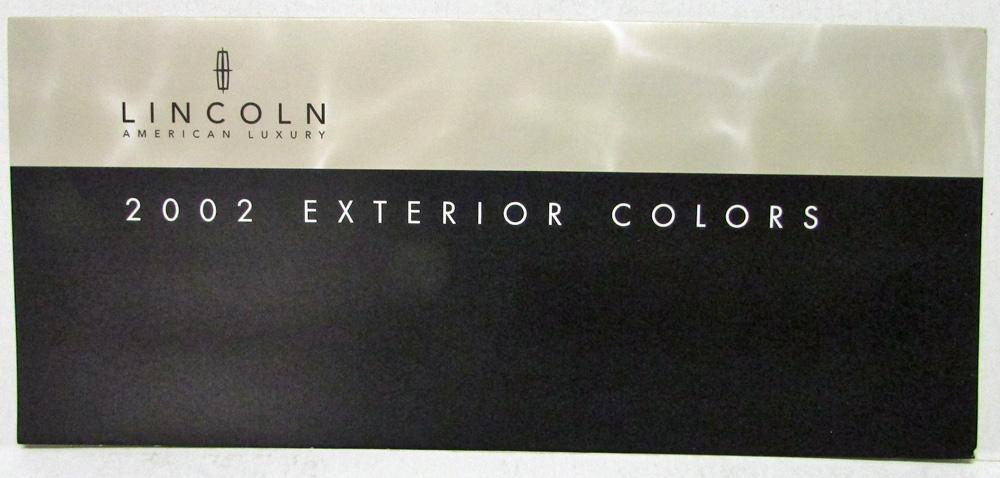 LINCOLN
AMERICAN LUXURY
2002 EXTERIOR COLORS